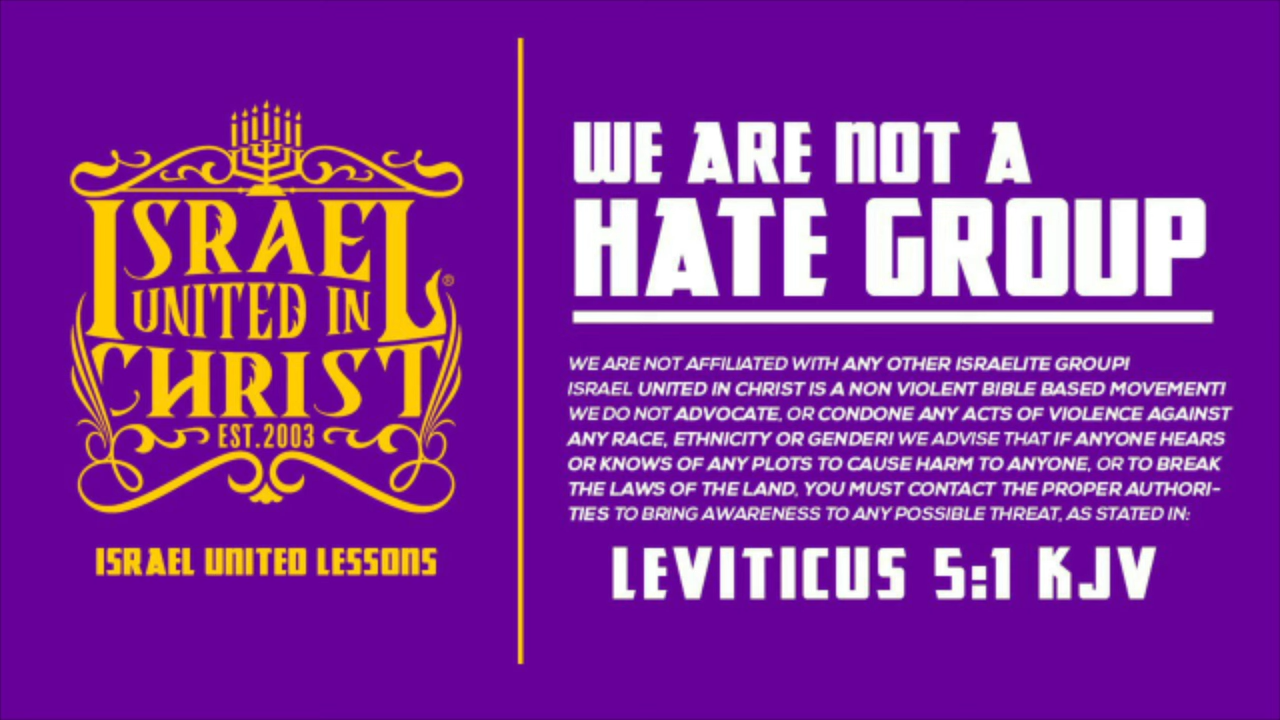 ISRAEL
UNITED IN
CHRIST
®
EST.2003
ISRAEL UNITED LESSONS
WE ARE NOT A
HATE GROUP
WE ARE NOT AFFILIATED WITH ANY OTHER ISRAELITE GROUP!
ISRAEL UNITED IN CHRIST IS A NON VIOLENT BIBLE BASED MOVEMENT!
WE DO NOT ADVOCATE, OR CONDONE ANY ACTS OF VIOLENCE AGAINST
ANY RACE, ETHNICITY OR GENDER! WE ADVISE THAT IF ANYONE HEARS
OR KNOWS OF ANY PLOTS TO CAUSE HARM TO ANYONE, OR TO BREAK
THE LAWS OF THE LAND, YOU MUST CONTACT THE PROPER AUTHORI-
TIES TO BRING AWARENESS TO ANY POSSIBLE THREAT, AS STATED IN:
LEVITICUS 5:1 KJV